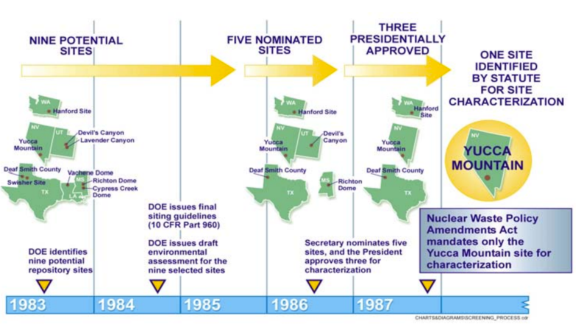 NINE POTENTIAL
SITES
FIVE NOMINATED
SITES
THREE
PRESIDENTIALLY
APPROVED
ONE SITE
IDENTIFIED
BY STATUTE
FOR SITE
CHARACTERIZATION
WA
Hanford Site
NV
UT
Devil's Canyon
Lavender Canyon
Yucca
Mountain
Deaf Smith County
Swisher Site
TX
Vacherie Dome
MS
Richton Dome
Cypress Creek
Dome
WA
Hanford Site
NV
UT
Devil's
Canyon
Yucca
Mountain
Deaf Smith County
TX
MS
Richton
Dome
WA
Hanford
Site
NV
Yucca
Mountain
Deaf Smith County
TX
NV
YUCCA
MOUNTAIN
DOE identifies
nine potential
repository sites
DOE issues final
siting guidelines
(10 CFR Part 960)
DOE issues draft
environmental
assessment for the
nine selected sites
Secretary nominates five
sites, and the President
approves three for
characterization
Nuclear Waste Policy
Amendments Act
mandates only the
Yucca Mountain site for
characterization
1983
1984
1985
1986
1987
CHARTS&DIAGRAMSSCREENING_PROCESS.cdr